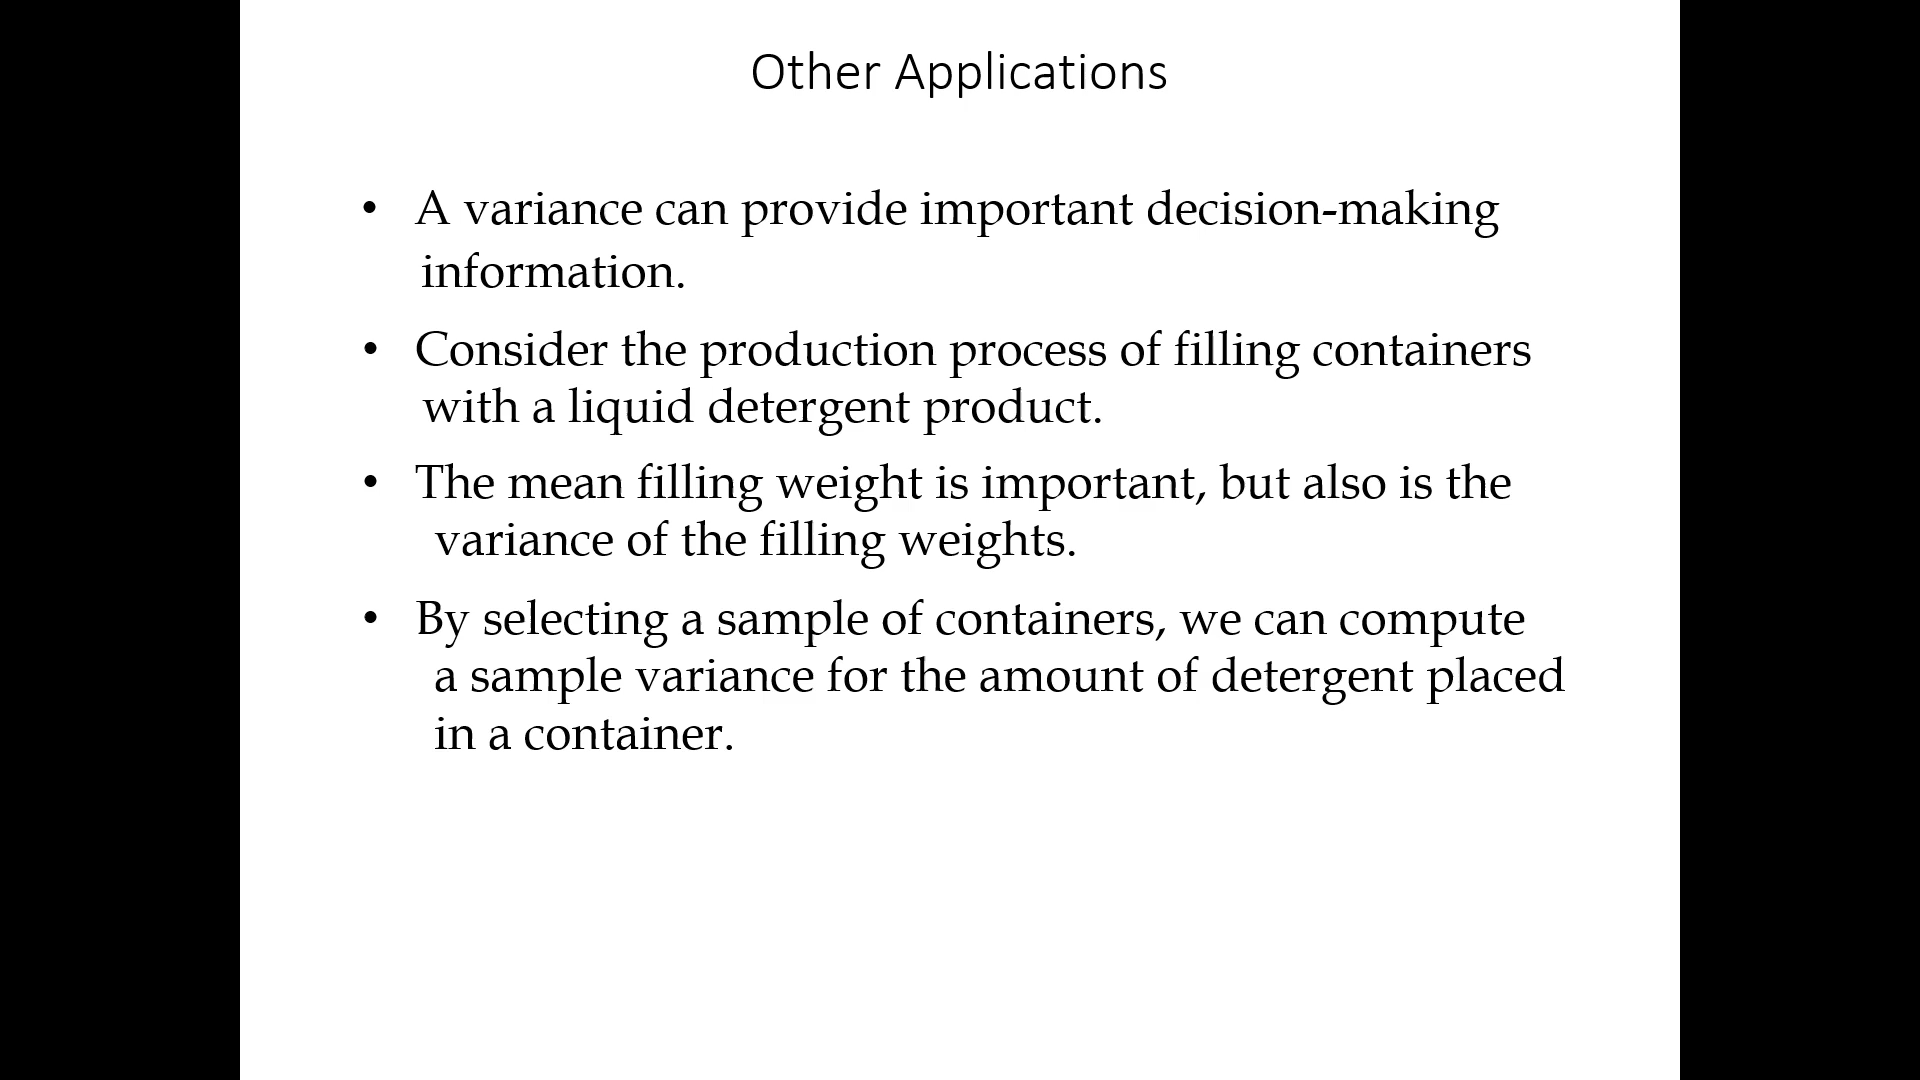 Other Applications
• A variance can provide important decision-making
information.
• Consider the production process of filling containers
with a liquid detergent product.
• The mean filling weight is important, but also is the
variance of the filling weights.
• By selecting a sample of containers, we can compute
a sample variance for the amount of detergent placed
in a container.